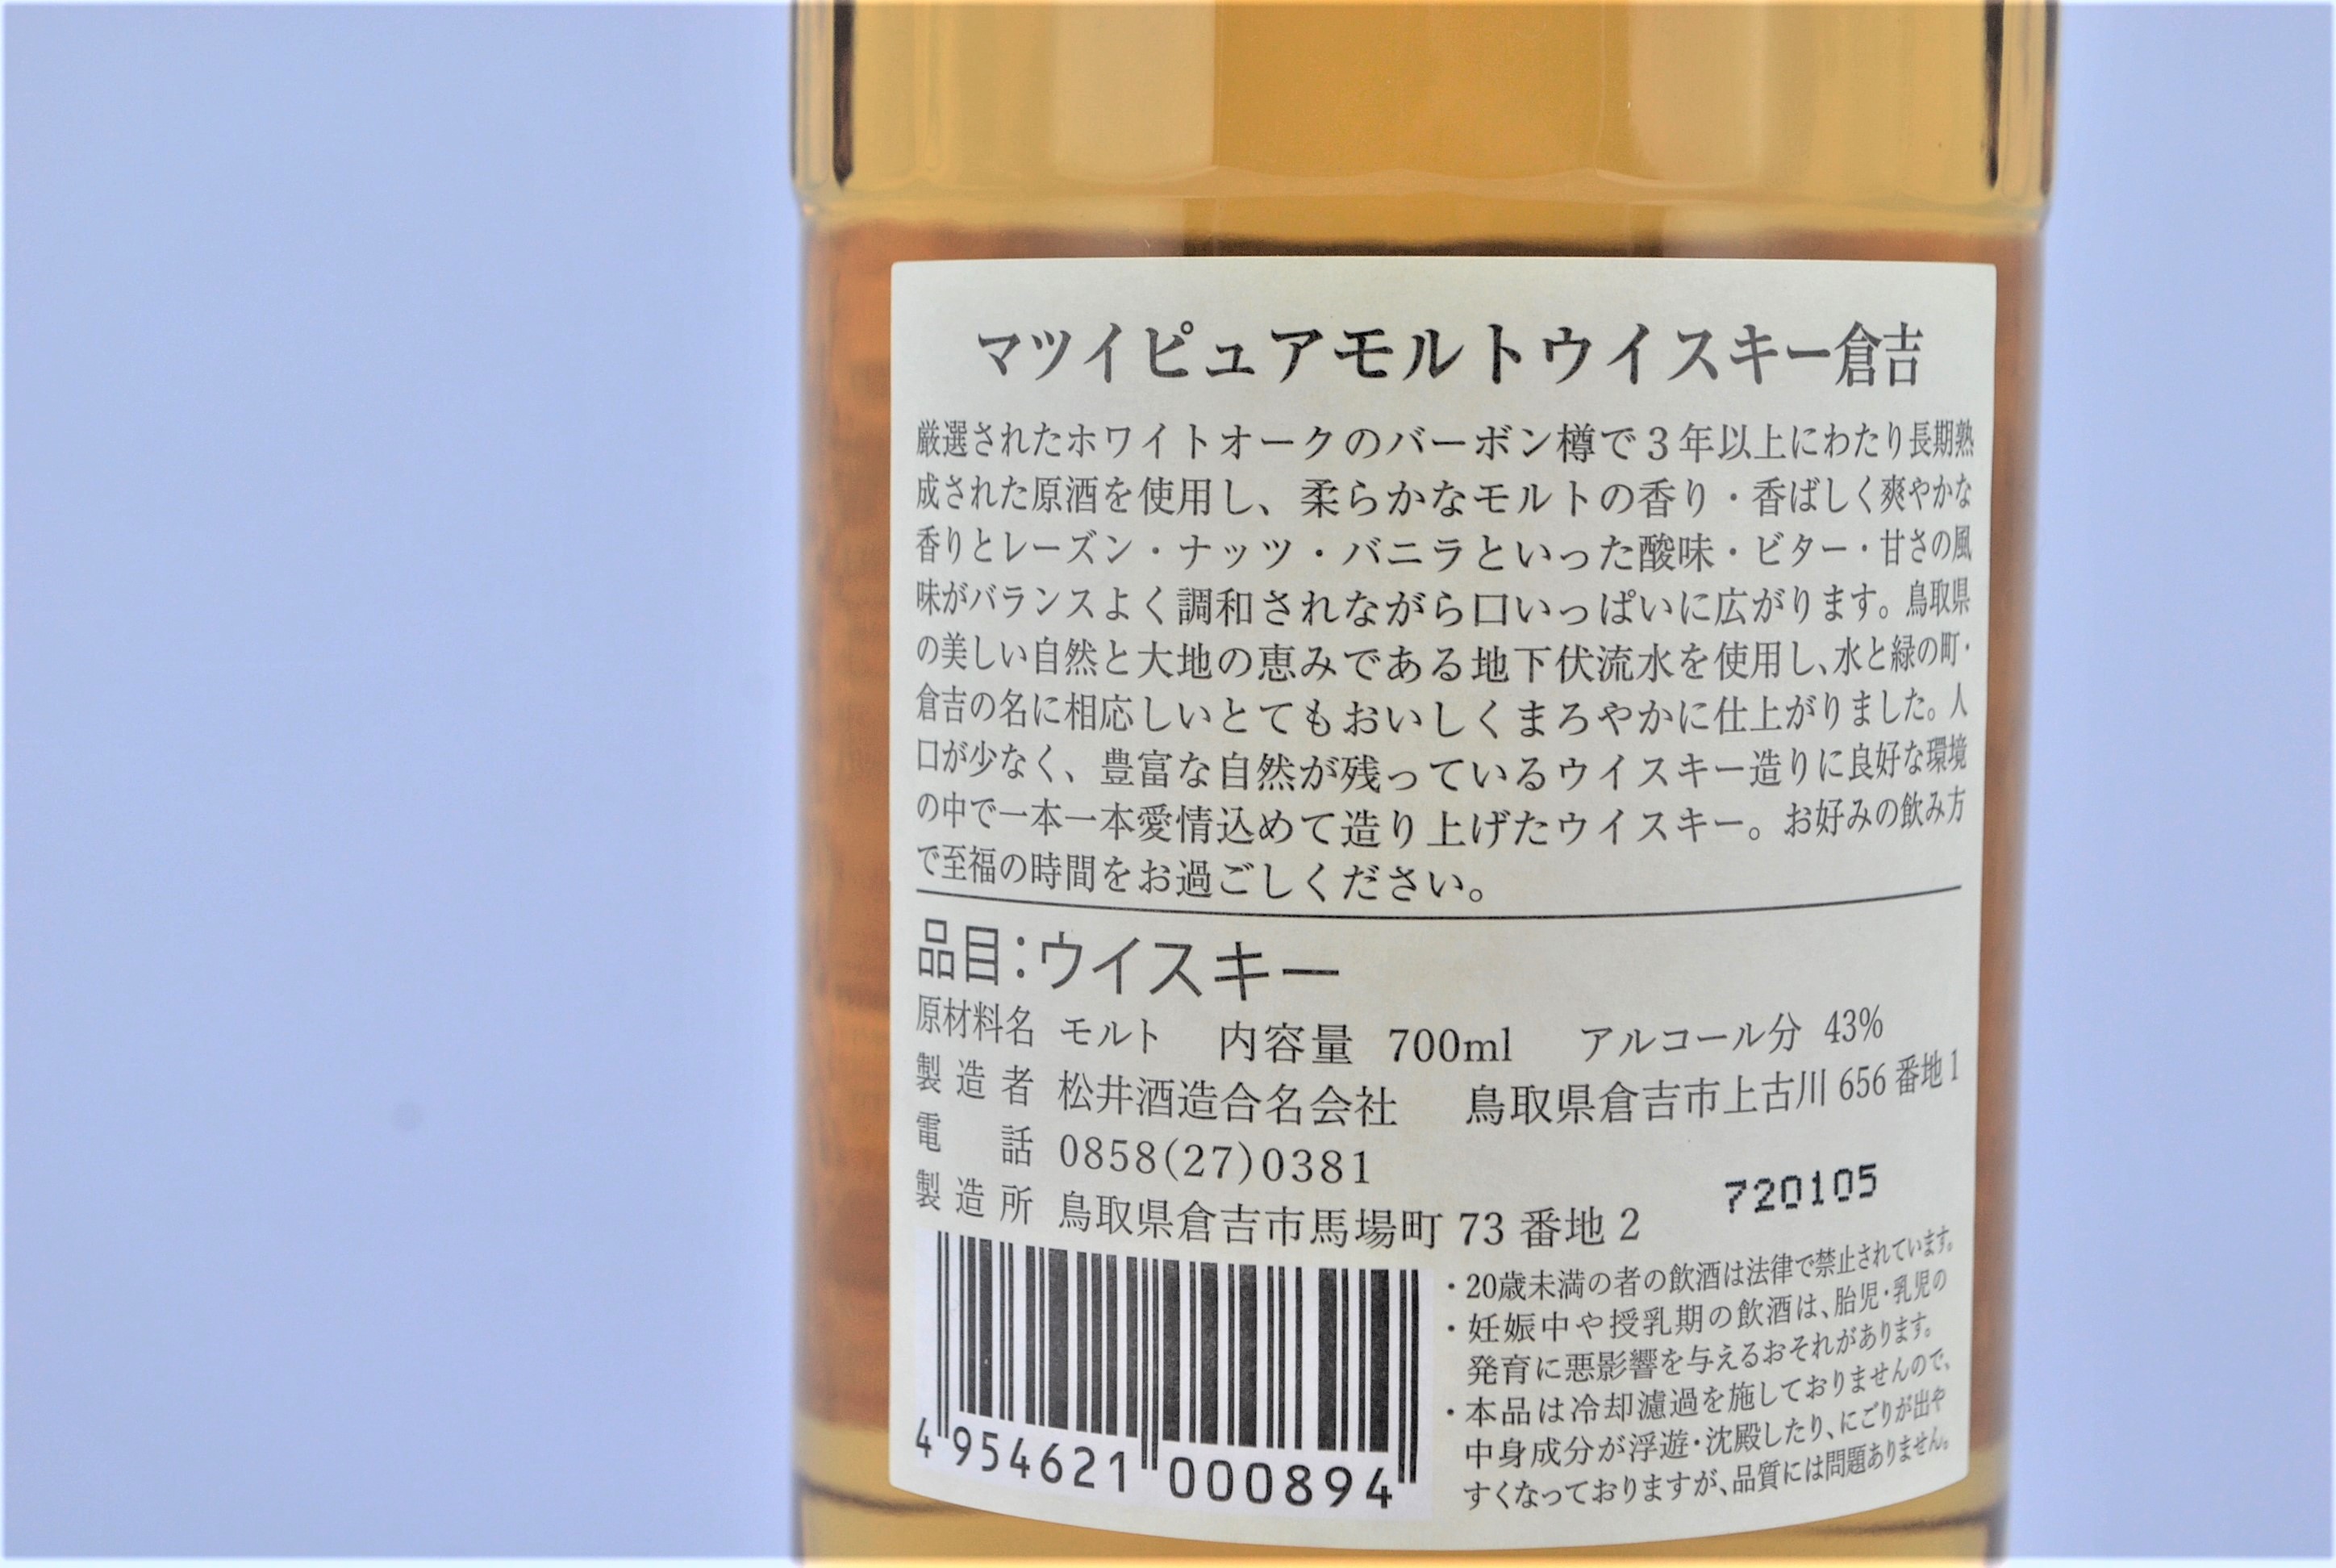 マツイピュアモルトウイスキー倉吉
厳選されたホワイトオークのバーボン樽で3年以上にわたり長期熟
成された原酒を使用し、柔らかなモルトの香り・香ばしく爽やかな
香りとレーズン・ナッツ・バニラといった酸味・ビター・甘さの風
味がバランスよく調和されながら口いっぱいに広がります。鳥取県
の美しい自然と大地の恵みである地下伏流水を使用し、水と緑の町・
倉吉の名に相応しいとてもおいしくまろやかに仕上がりました。人
口が少なく、豊富な自然が残っているウイスキー造りに良好な環境
の中で一本一本愛情込めて造り上げたウイスキー。お好みの飲み方
で至福の時間をお過ごしください。
品目：ウイスキー
原材料名 モルト 内容量 700ml アルコール分 43%
製造者 松井酒造合名会社 鳥取県倉吉市上古川 656 番地 1
電話 0858(27)0381
製造所 鳥取県倉吉市馬場町 73 番地 2
720105
・20歳未満の者の飲酒は法律で禁止されています。
・妊娠中や授乳期の飲酒は、胎児・乳児の
発育に悪影響を与えるおそれがあります。
・本品は冷却濾過を施しておりませんので、
中身成分が浮遊・沈殿したり、にごりが出や
すくなっておりますが、品質には問題ありません。
4 954621 000894